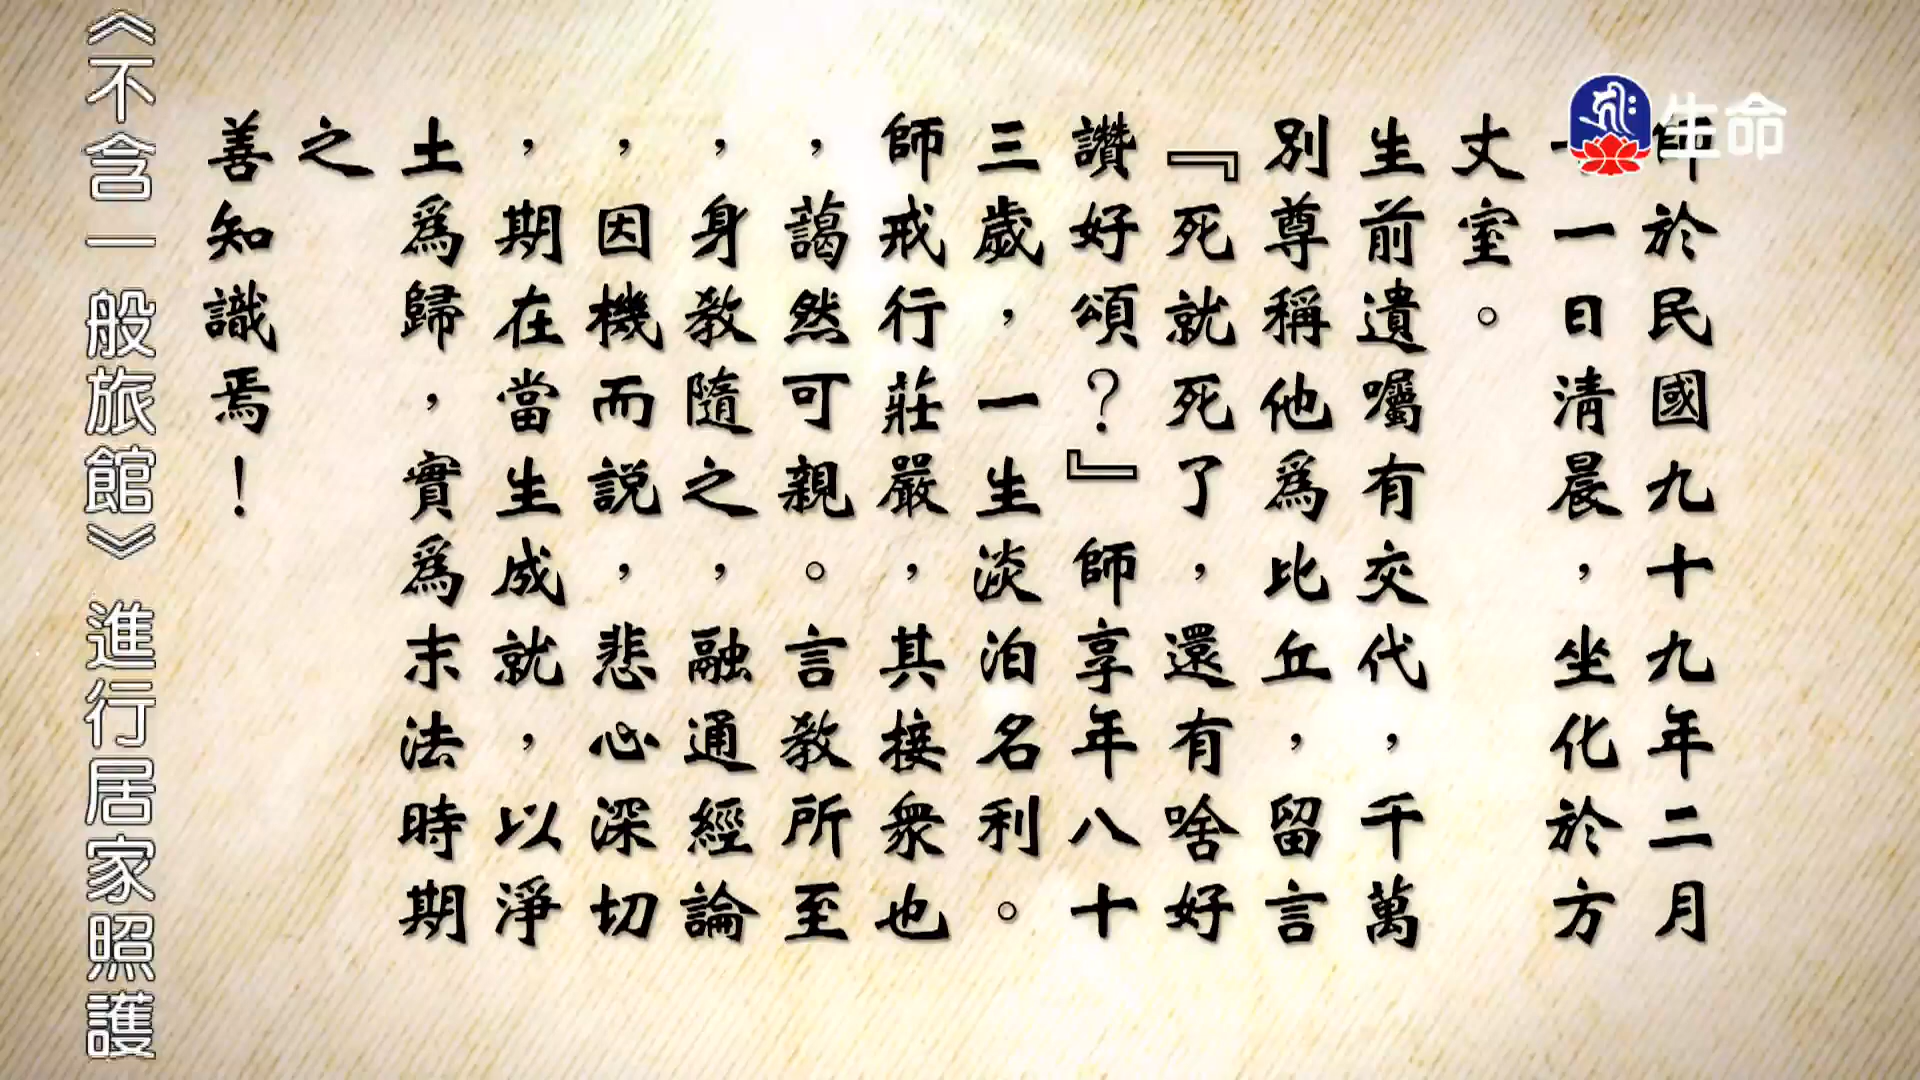 師於民國九十九年二月
一日清晨，坐化於方
丈室。
生前遺囑有交代，千萬
別尊稱他為比丘，留言
『死就死了，還有啥好
讚好頌？』師享年八十
三歲，一生淡泊名利。
師戒行莊嚴，其接眾也
，藹然可親。言教所至
，身教隨之，融通經論
，因機而說，悲心深切
，期在當生成就，以淨
土為歸，實為末法時期
之
善知識焉！
生命
《不含一般旅館》進行居家照護